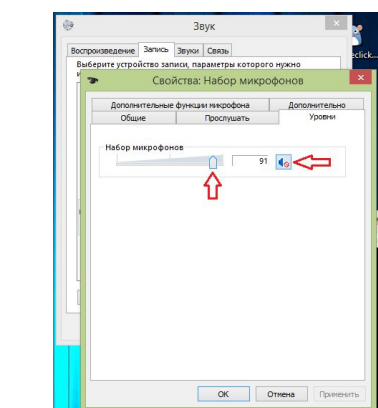 Звук
Воспроизведение Запись Звуки Связь
eclick...
Выберите устройство записи, параметры которого нужно
и
Свойства: Набор микрофонов
Дополнительные функции микрофона Дополнительно
Общие Прослушать Уровни
Набор микрофонов
91
OK Отмена Применить